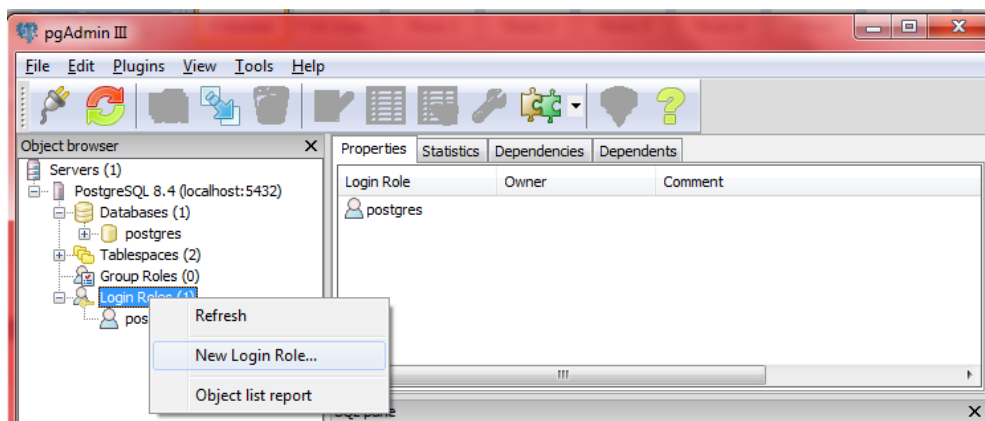 pgAdmin III
File Edit Plugins View Tools Help
Object browser
Servers (1)
PostgreSQL 8.4 (localhost:5432)
Databases (1)
postgres
Tablespaces (2)
Group Roles (0)
Login Roles (1)
pos
Refresh
New Login Role...
Object list report
Properties Statistics Dependencies Dependents
Login Role Owner Comment
postgres
SQL pane